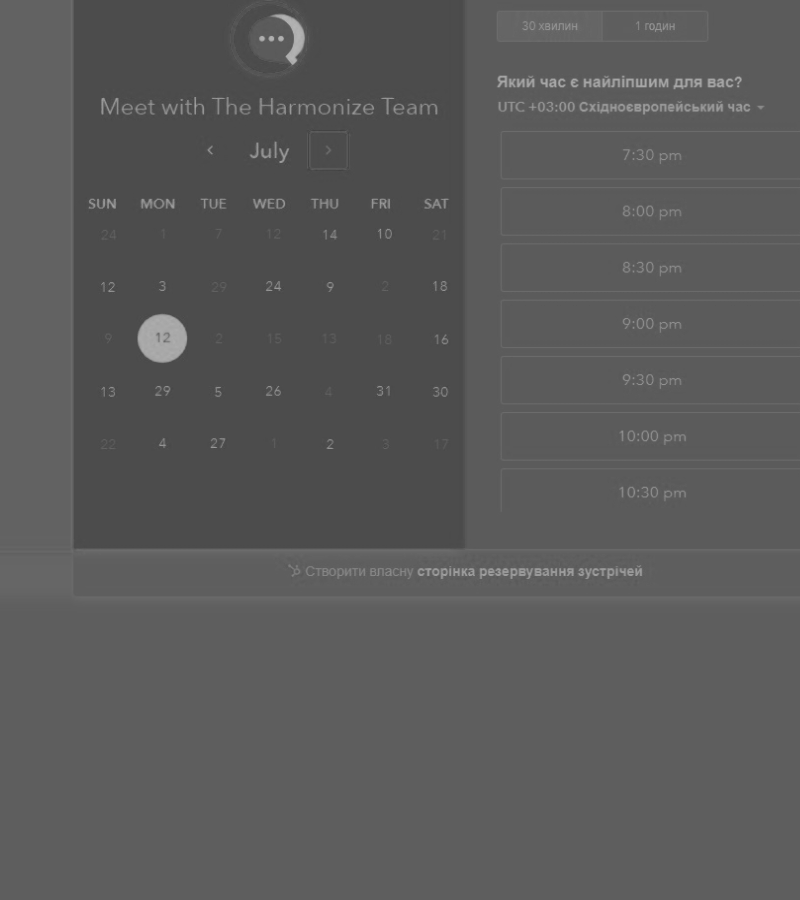 Meet with The Harmonize Team
July
SUN MON TUE WED THU FRI SAT
24 1 7 12 14 10 21
12 3 29 24 9 2 18
9 12 2 15 13 18 16
13 29 5 26 4 31 30
22 4 27 1 2 3 17
30 хвилин 1 годин
Який час є найліпшим для вас?
UTC +03:00 Східноєвропейський час
7:30 pm
8:00 pm
8:30 pm
9:00 pm
9:30 pm
10:00 pm
10:30 pm
Створити власну сторінка резервування зустрічей